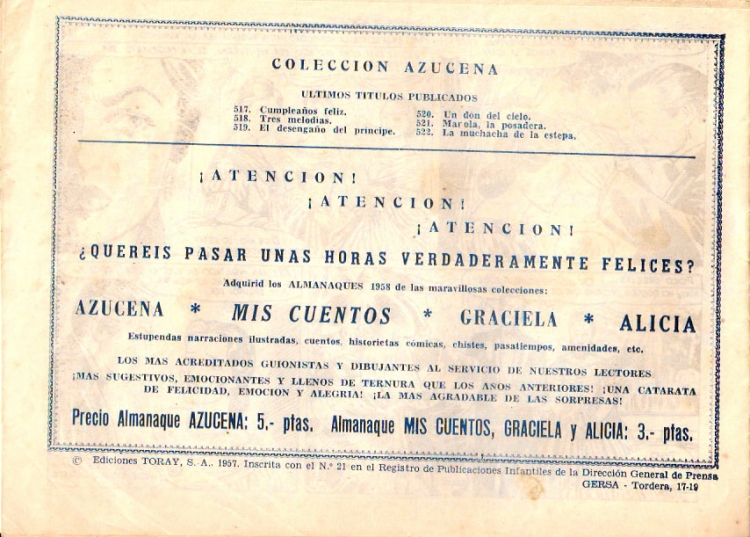 COLECCION AZUCENA
ULTIMOS TITULOS PUBLICADOS
517. Cumpleaños feliz.
518. Tres melodías.
519. El desengaño del príncipe.
520. Un don del cielo.
521. Marola, la posadera.
522. La muchacha de la estepa.
¡ATENCION!
¡ATENCION!
¡ATENCION!
¿QUEREIS PASAR UNAS HORAS VERDADERAMENTE FELICES?
Adquirid los ALMANAQUES 1958 de las maravillosas colecciones:
AZUCENA * MIS CUENTOS * GRACIELA * ALICIA
Estupendas narraciones ilustradas, cuentos, historietas cómicas, chistes, pasatiempos, amenidades, etc.
LOS MAS ACREDITADOS GUIONISTAS Y DIBUJANTES AL SERVICIO DE NUESTROS LECTORES
¡MAS SUGESTIVOS, EMOCIONANTES Y LLENOS DE TERNURA QUE LOS AÑOS ANTERIORES! ¡UNA CATARATA
DE FELICIDAD, EMOCION Y ALEGRIA! ¡LA MAS AGRADABLE DE LAS SORPRESAS!
Precio Almanaque AZUCENA: 5.- ptas. Almanaque MIS CUENTOS, GRACIELA y ALICIA: 3.- ptas.
© Ediciones TORAY, S.-A.. 1957. Inscrita con el N.º 21 en el Registro de Publicaciones Infantiles de la Dirección General de Prensa
GERSA - Tordera, 17-19